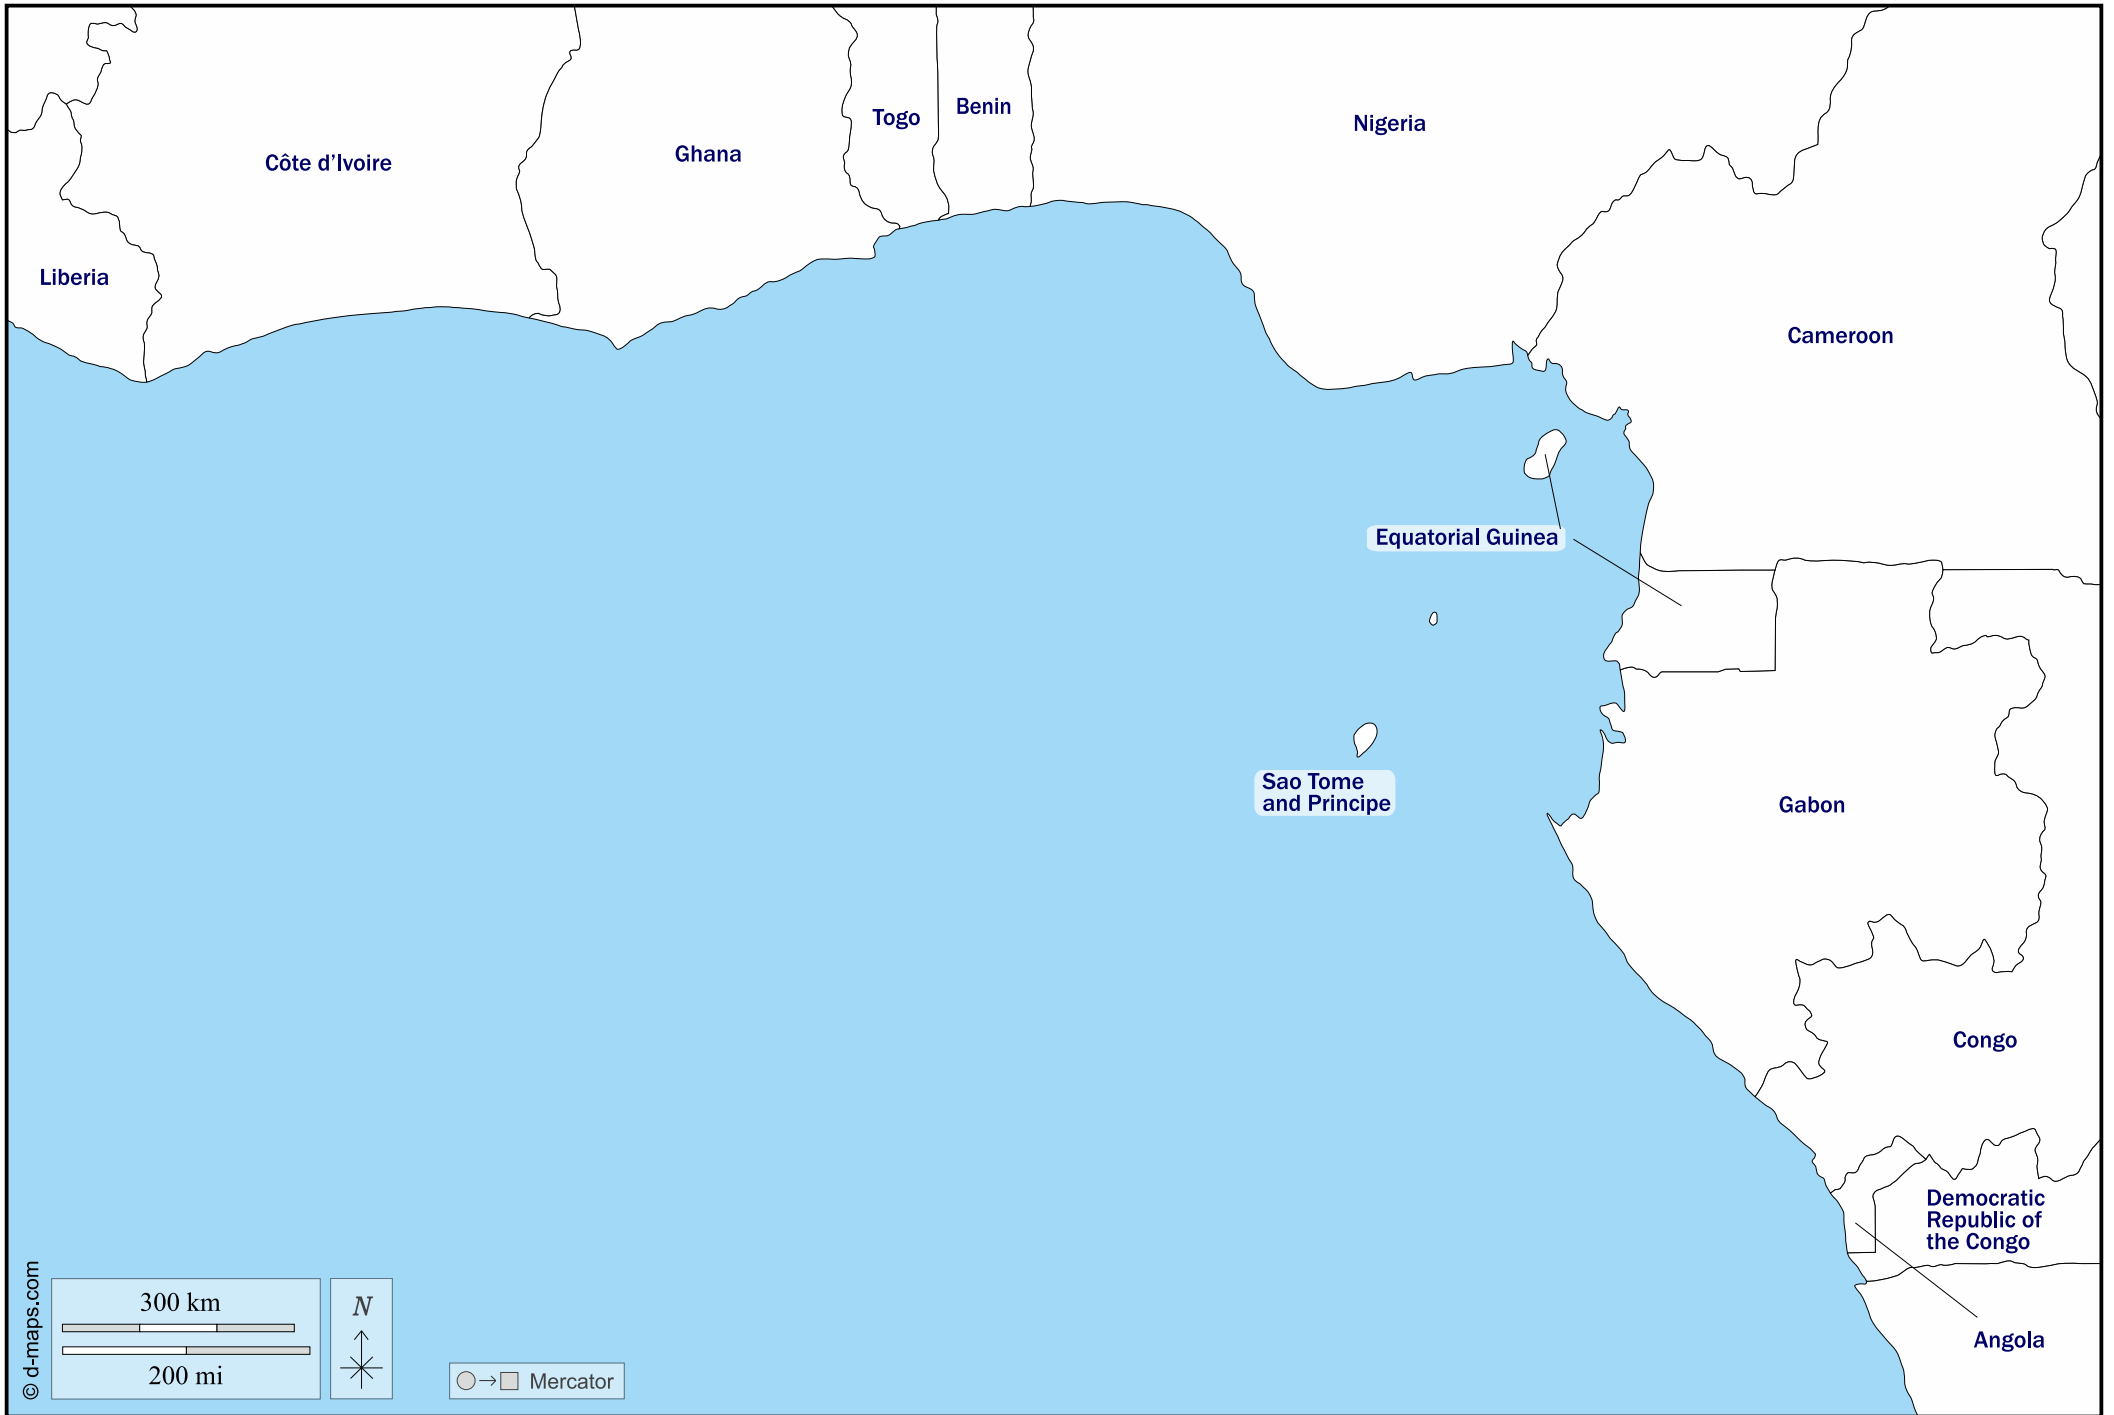 Togo
Benin
Nigeria
Côte d'Ivoire
Ghana
Liberia
Cameroon
Equatorial Guinea
Sao Tome
and Principe
Gabon
Congo
Democratic
Republic of
the Congo
Angola
© d-maps.com
300 km
200 mi
N
Mercator